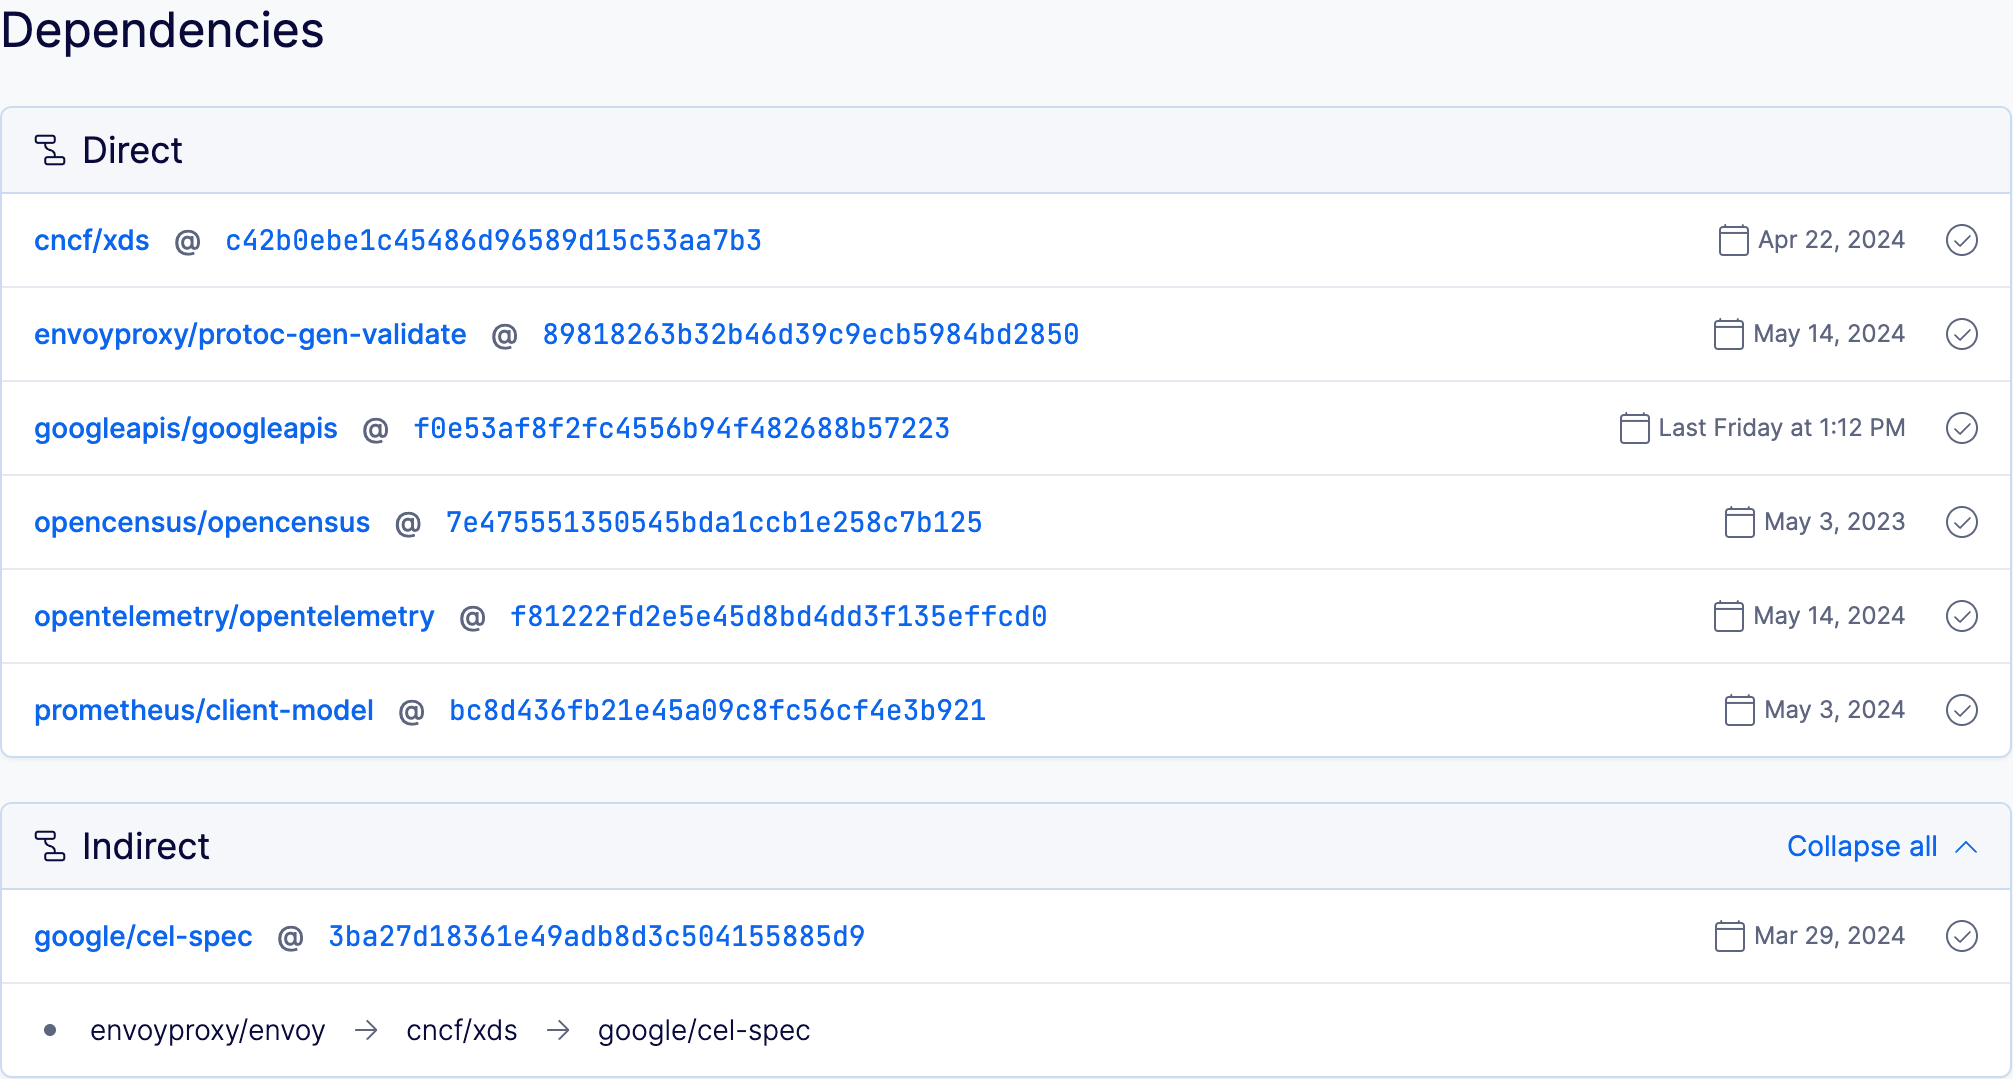 Dependencies
Direct
cncf/xds @ c42b0ebe1c45486d96589d15c53aa7b3 Apr 22, 2024
envoyproxy/protoc-gen-validate @ 89818263b32b46d39c9ecb5984bd2850 May 14, 2024
googleapis/googleapis @ f0e53af8f2fc4556b94f482688b57223 Last Friday at 1:12 PM
opencensus/opencensus @ 7e475551350545bda1ccb1e258c7b125 May 3, 2023
opentelemetry/opentelemetry @ f81222fd2e5e45d8bd4dd3f135effcd0 May 14, 2024
prometheus/client-model @ bc8d436fb21e45a09c8fc56cf4e3b921 May 3, 2024
Indirect Collapse all
google/cel-spec @ 3ba27d18361e49adb8d3c504155885d9 Mar 29, 2024
• envoyproxy/envoy → cncf/xds → google/cel-spec